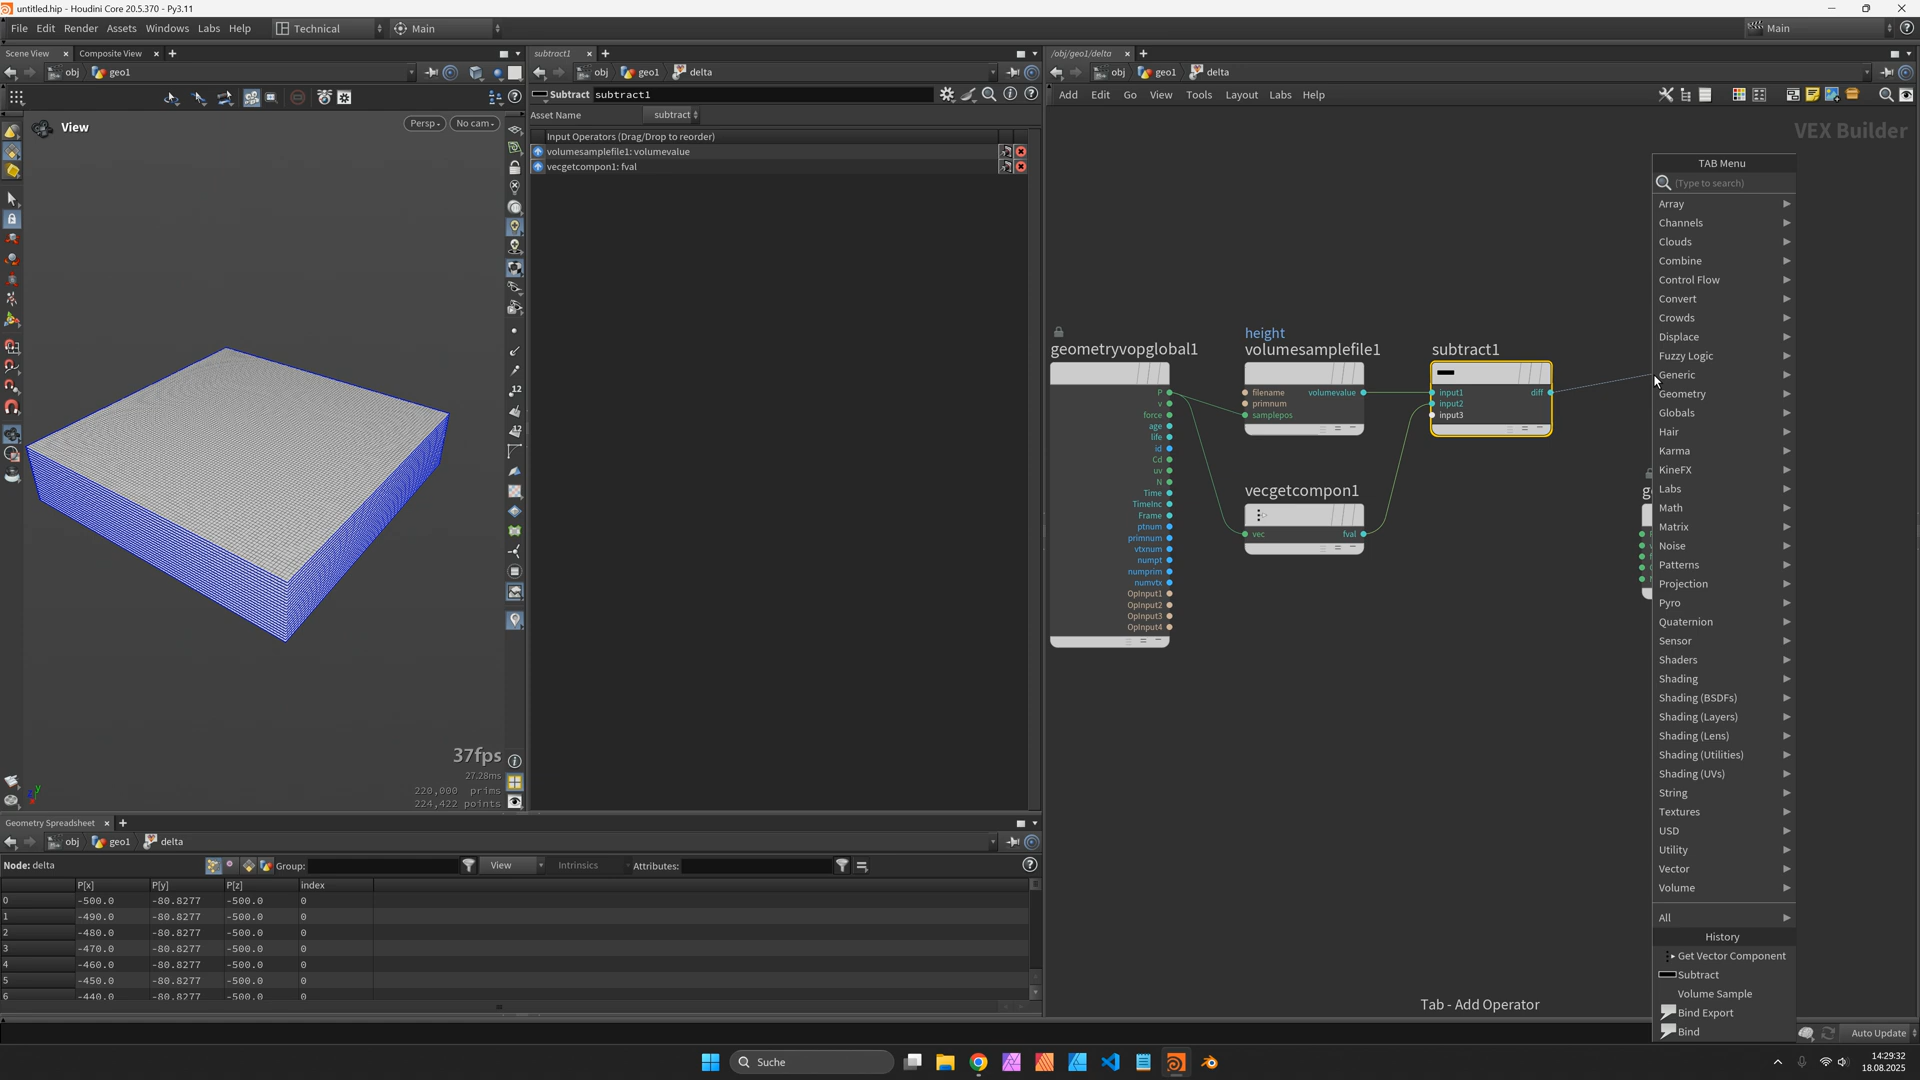 untitled.hip - Houdini Core 20.5.370 - Py3.11
File Edit Render Assets Windows Labs Help Technical Main Main
Scene View Composite View
obj geo1
View
Persp No cam
37fps
27.28ms
220,000 prims
224,422 points
subtract1
obj geo1 delta
Subtract subtract1
Asset Name subtract
Input Operators (Drag/Drop to reorder)
volumesamplefile1: volumevalue
vecgetcompon1: fval
/obj/geo1/delta
obj geo1 delta
Add Edit Go View Tools Layout Labs Help
VEX Builder
geometryvopglobal1
P
v
force
age
life
id
Cd
uv
N
Time
TimeInc
Frame
ptnum
primnum
vtxnum
numpt
numprim
numvtx
OpInput1
OpInput2
OpInput3
OpInput4
height
volumesamplefile1
filename volumevalue
primnum
samplepos
vecgetcompon1
vec fval
subtract1
input1 diff
input2
input3
TAB Menu
(Type to search)
Array
Channels
Clouds
Combine
Control Flow
Convert
Crowds
Displace
Fuzzy Logic
Generic
Geometry
Globals
Hair
Karma
KineFX
Labs
Math
Matrix
Noise
Patterns
Projection
Pyro
Quaternion
Sensor
Shaders
Shading
Shading (BSDFs)
Shading (Layers)
Shading (Lens)
Shading (Utilities)
Shading (UVs)
String
Textures
USD
Utility
Vector
Volume
All
History
Get Vector Component
Subtract
Volume Sample
Bind Export
Bind
Tab - Add Operator
Geometry Spreadsheet
obj geo1 delta
Node: delta Group: View Intrinsics Attributes:
P[x] P[y] P[z] index
0 -500.0 -80.8277 -500.0 0
1 -490.0 -80.8277 -500.0 0
2 -480.0 -80.8277 -500.0 0
3 -470.0 -80.8277 -500.0 0
4 -460.0 -80.8277 -500.0 0
5 -450.0 -80.8277 -500.0 0
6 -440.0 -80.8277 -500.0 0
Auto Update
Suche
14:29:32
18.08.2025